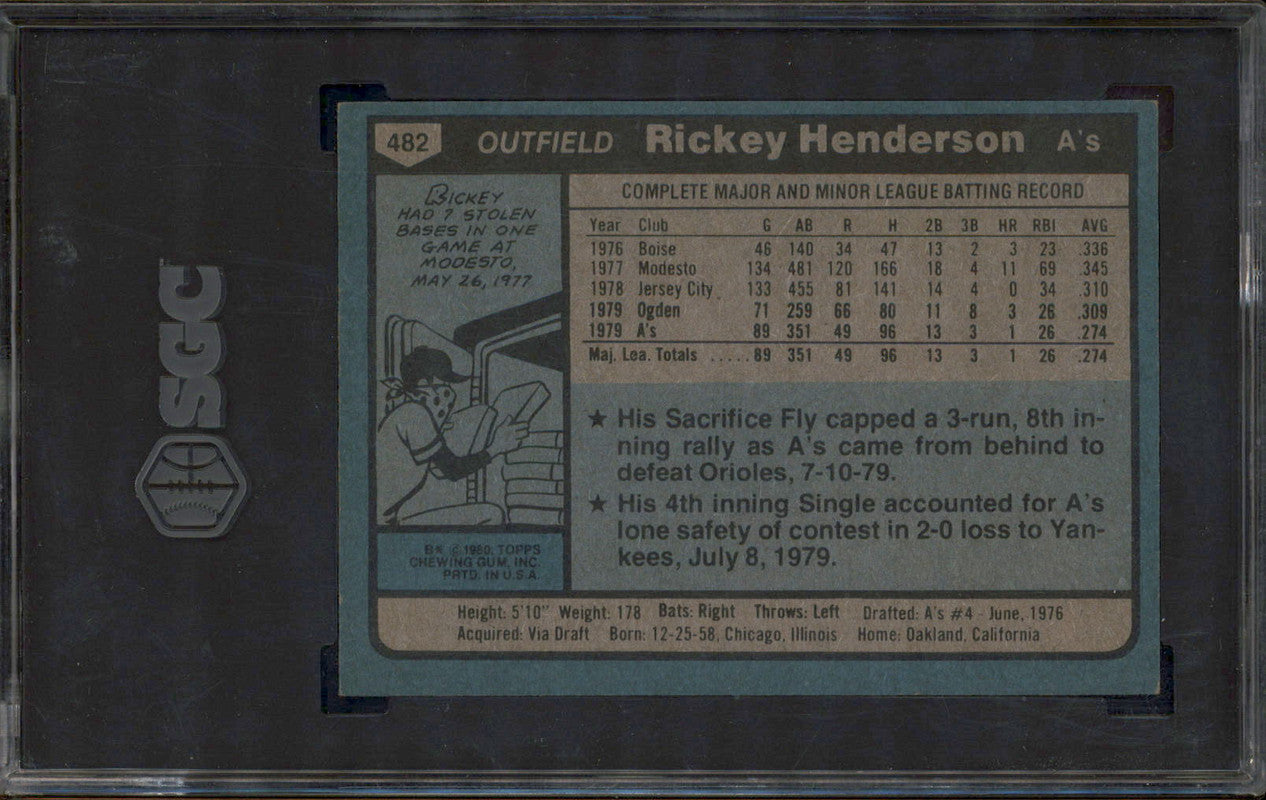 SGC
482 OUTFIELD Rickey Henderson A's
RICKEY
HAD 7 STOLEN
BASES IN ONE
GAME AT
MODESTO,
MAY 26, 1977
B* © 1980, TOPPS
CHEWING GUM, INC.
PRTD. IN U.S.A.
COMPLETE MAJOR AND MINOR LEAGUE BATTING RECORD
Year Club G AB R H 2B 3B HR RBI AVG
1976 Boise 46 140 34 47 13 2 3 23 .336
1977 Modesto 134 481 120 166 18 4 11 69 .345
1978 Jersey City 133 455 81 141 14 4 0 34 .310
1979 Ogden 71 259 66 80 11 8 3 26 .309
1979 A's 89 351 49 96 13 3 1 26 .274
Maj. Lea. Totals ..... 89 351 49 96 13 3 1 26 .274
★ His Sacrifice Fly capped a 3-run, 8th in-
ning rally as A's came from behind to
defeat Orioles, 7-10-79.
★ His 4th inning Single accounted for A's
lone safety of contest in 2-0 loss to Yan-
kees, July 8, 1979.
Height: 5'10" Weight: 178 Bats: Right Throws: Left Drafted: A's #4 - June, 1976
Acquired: Via Draft Born: 12-25-58, Chicago, Illinois Home: Oakland, California